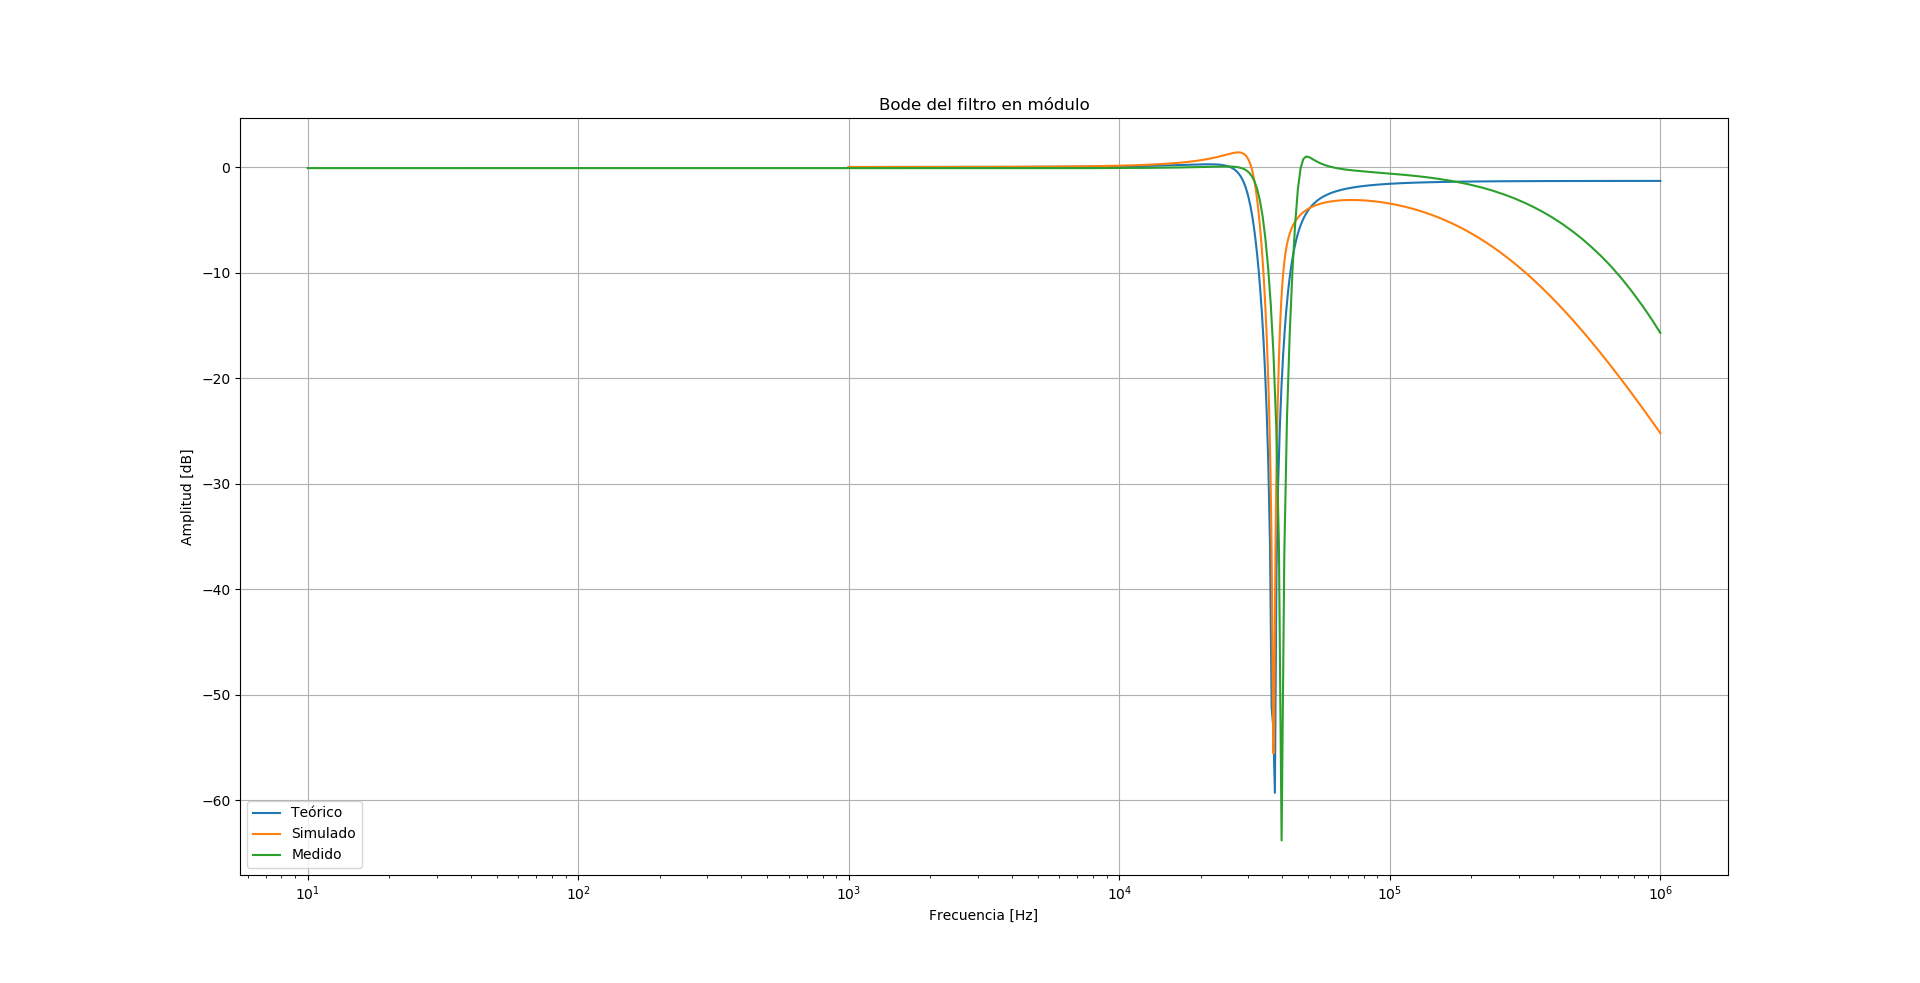 Bode del filtro en módulo
Amplitud [dB]
0
−10
−20
−30
−40
−50
−60
Teórico
Simulado
Medido
10¹ 10² 10³ 10⁴ 10⁵ 10⁶
Frecuencia [Hz]